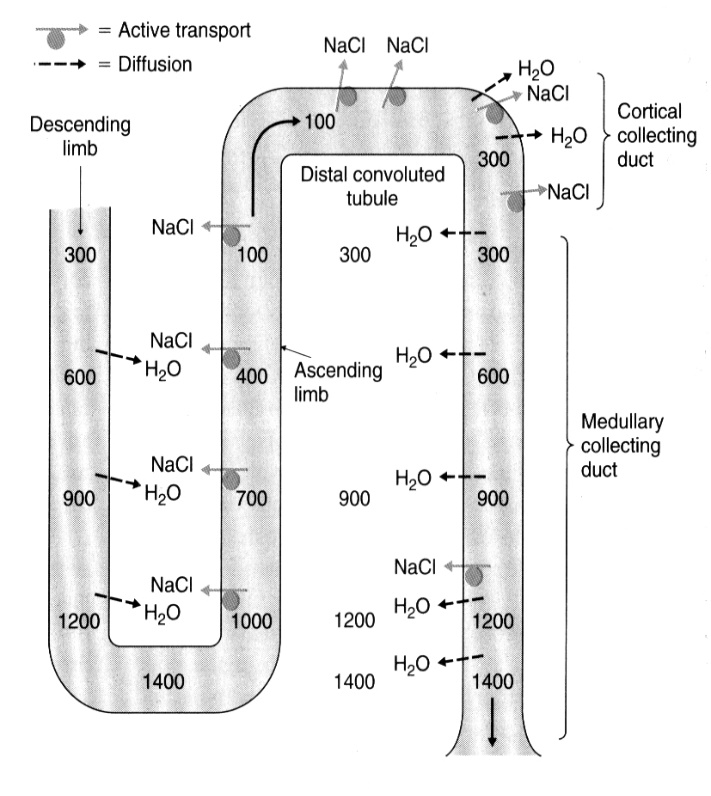 = Active transport
= Diffusion
NaCl NaCl
H₂O
NaCl
H₂O
Cortical
collecting
duct
Descending
limb
100
300
Distal convoluted
tubule
NaCl
NaCl
H₂O
300
100
300
300
NaCl
H₂O
H₂O
600
400
Ascending
limb
600
Medullary
collecting
duct
NaCl
H₂O
H₂O
900
700
900
900
NaCl
NaCl
H₂O
H₂O
1200
1000
1200
1200
H₂O
1400
1400
1400